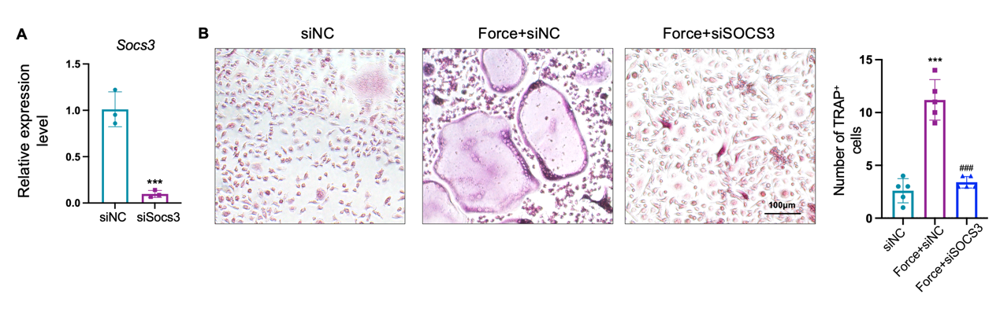 A
Socs3
Relative expression
level
1.5
1.0
0.5
0.0
***
siNC
siSocs3
B
siNC
Force+siNC
Force+siSOCS3
100μm
Number of TRAP+
cells
15
10
5
0
***
###
siNC
Force+siNC
Force+siSOCS3